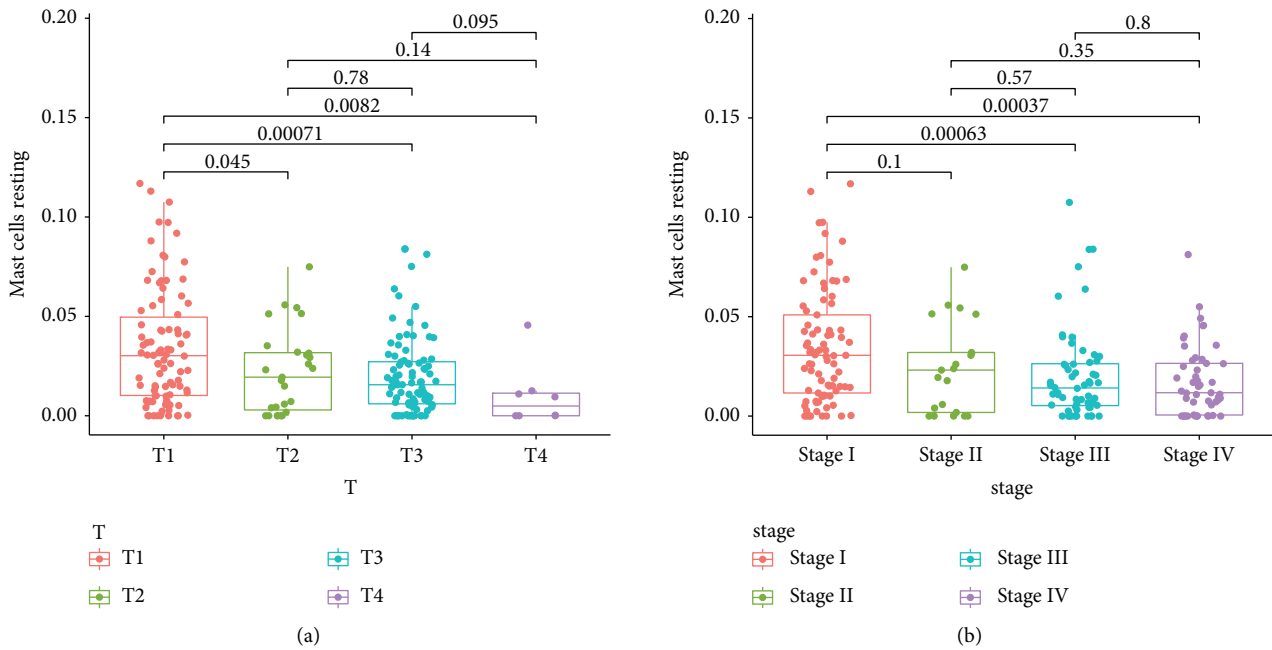 0.20
0.15
0.10
0.05
0.00
Mast cells resting
0.095
0.14
0.78
0.0082
0.00071
0.045
T1 T2 T3 T4
T
T
T1 T3
T2 T4
(a)
0.20
0.15
0.10
0.05
0.00
Mast cells resting
0.8
0.35
0.57
0.00037
0.00063
0.1
Stage I Stage II Stage III Stage IV
stage
stage
Stage I Stage III
Stage II Stage IV
(b)